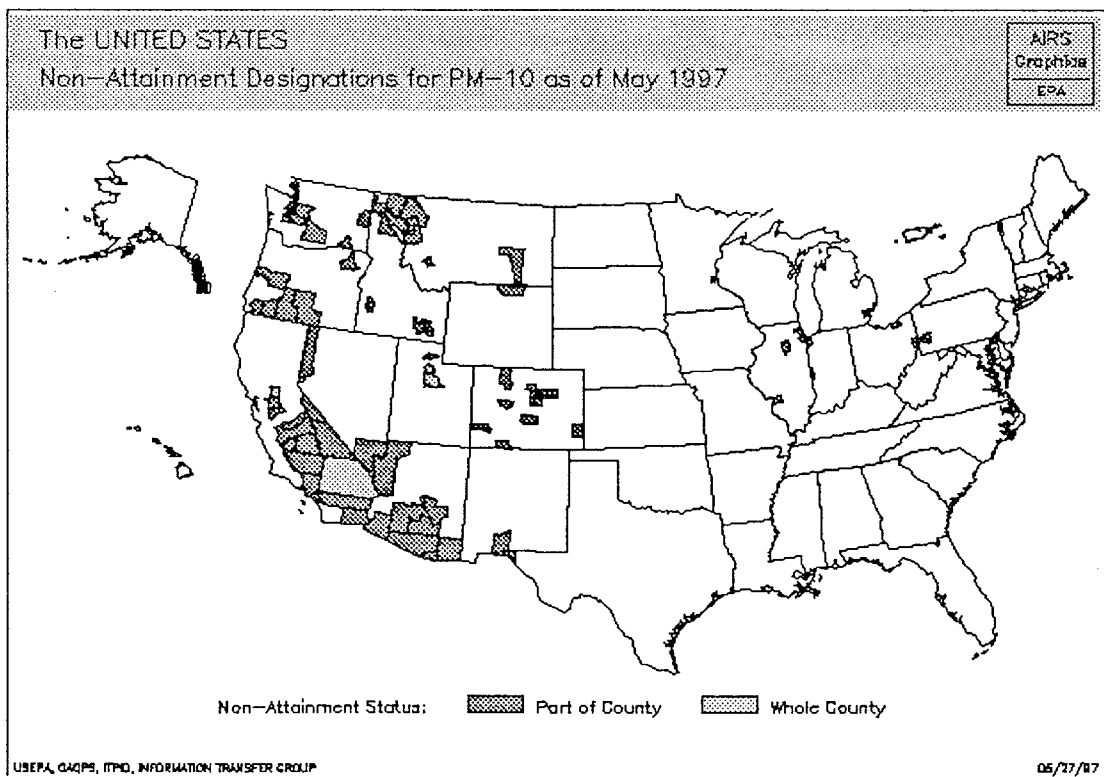 The UNITED STATES
Non-Attainment Designations for PM-10 as of May 1997
AIRS
Graphics
EPA
Non-Attainment Status:
Part of County
Whole County
USEPA, OAQPS, ITPID, INFORMATION TRANSFER GROUP
05/27/97